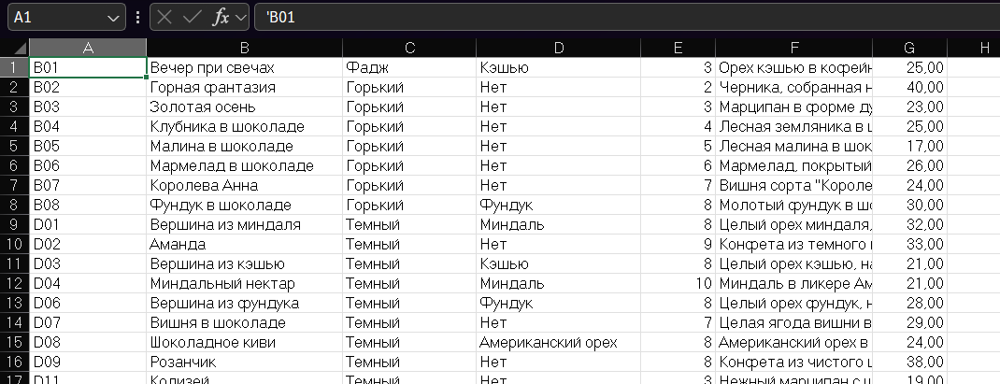 A1 fx 'B01
A B C D E F G H
1 B01 Вечер при свечах Фадж Кэшью 3 Орех кэшью в кофейн 25,00
2 B02 Горная фантазия Горький Нет 2 Черника, собранная н 40,00
3 B03 Золотая осень Горький Нет 3 Марципан в форме ду 23,00
4 B04 Клубника в шоколаде Горький Нет 4 Лесная земляника в ш 25,00
5 B05 Малина в шоколаде Горький Нет 5 Лесная малина в шок 17,00
6 B06 Мармелад в шоколаде Горький Нет 6 Мармелад, покрытый 26,00
7 B07 Королева Анна Горький Нет 7 Вишня сорта "Короле 24,00
8 B08 Фундук в шоколаде Горький Фундук 8 Молотый фундук в шо 30,00
9 D01 Вершина из миндаля Темный Миндаль 8 Целый орех миндаля, 32,00
10 D02 Аманда Темный Нет 9 Конфета из темного 33,00
11 D03 Вершина из кэшью Темный Кэшью 8 Целый орех кэшью, на 21,00
12 D04 Миндальный нектар Темный Миндаль 10 Миндаль в ликере Ам 21,00
13 D06 Вершина из фундука Темный Фундук 8 Целый орех фундук, н 28,00
14 D07 Вишня в шоколаде Темный Нет 7 Целая ягода вишни в 29,00
15 D08 Шоколадное киви Темный Американский орех 8 Американский орех в 24,00
16 D09 Розанчик Темный Нет 8 Конфета из чистого ш 38,00
17 D11 Колизей Темный Нет 3 Нежный марципан с ш 19,00